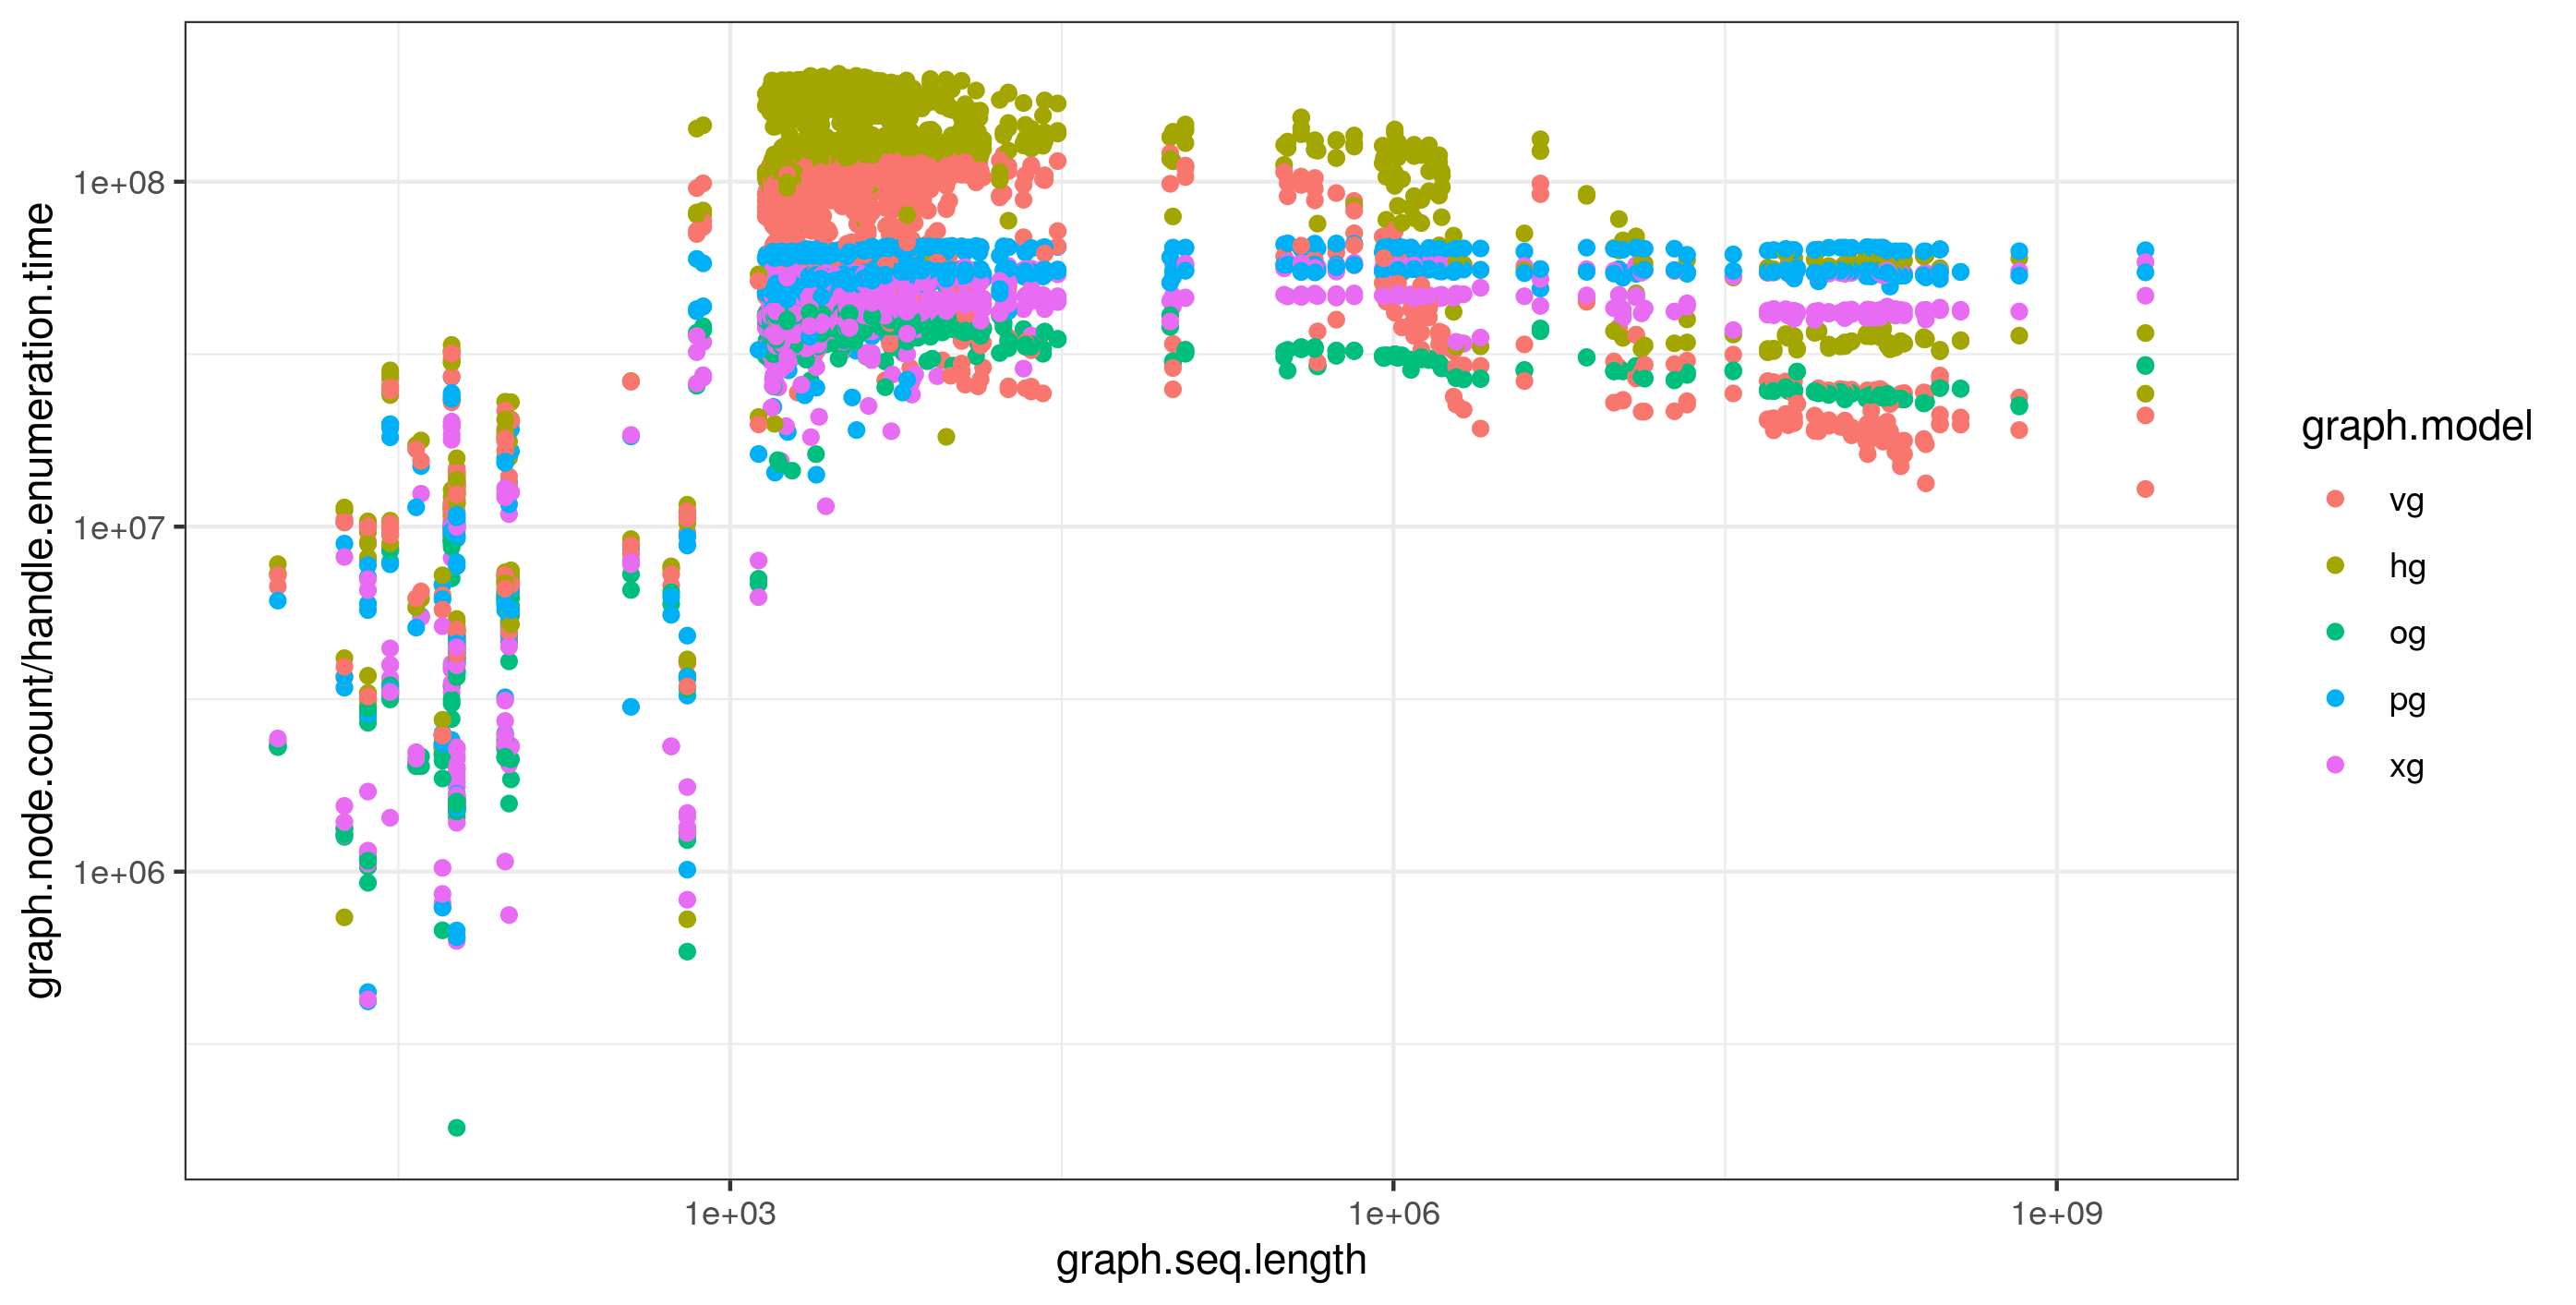 graph.node.count/handle.enumeration.time
1e+08
1e+07
1e+06
1e+03
1e+06
1e+09
graph.seq.length
graph.model
vg
hg
og
pg
xg